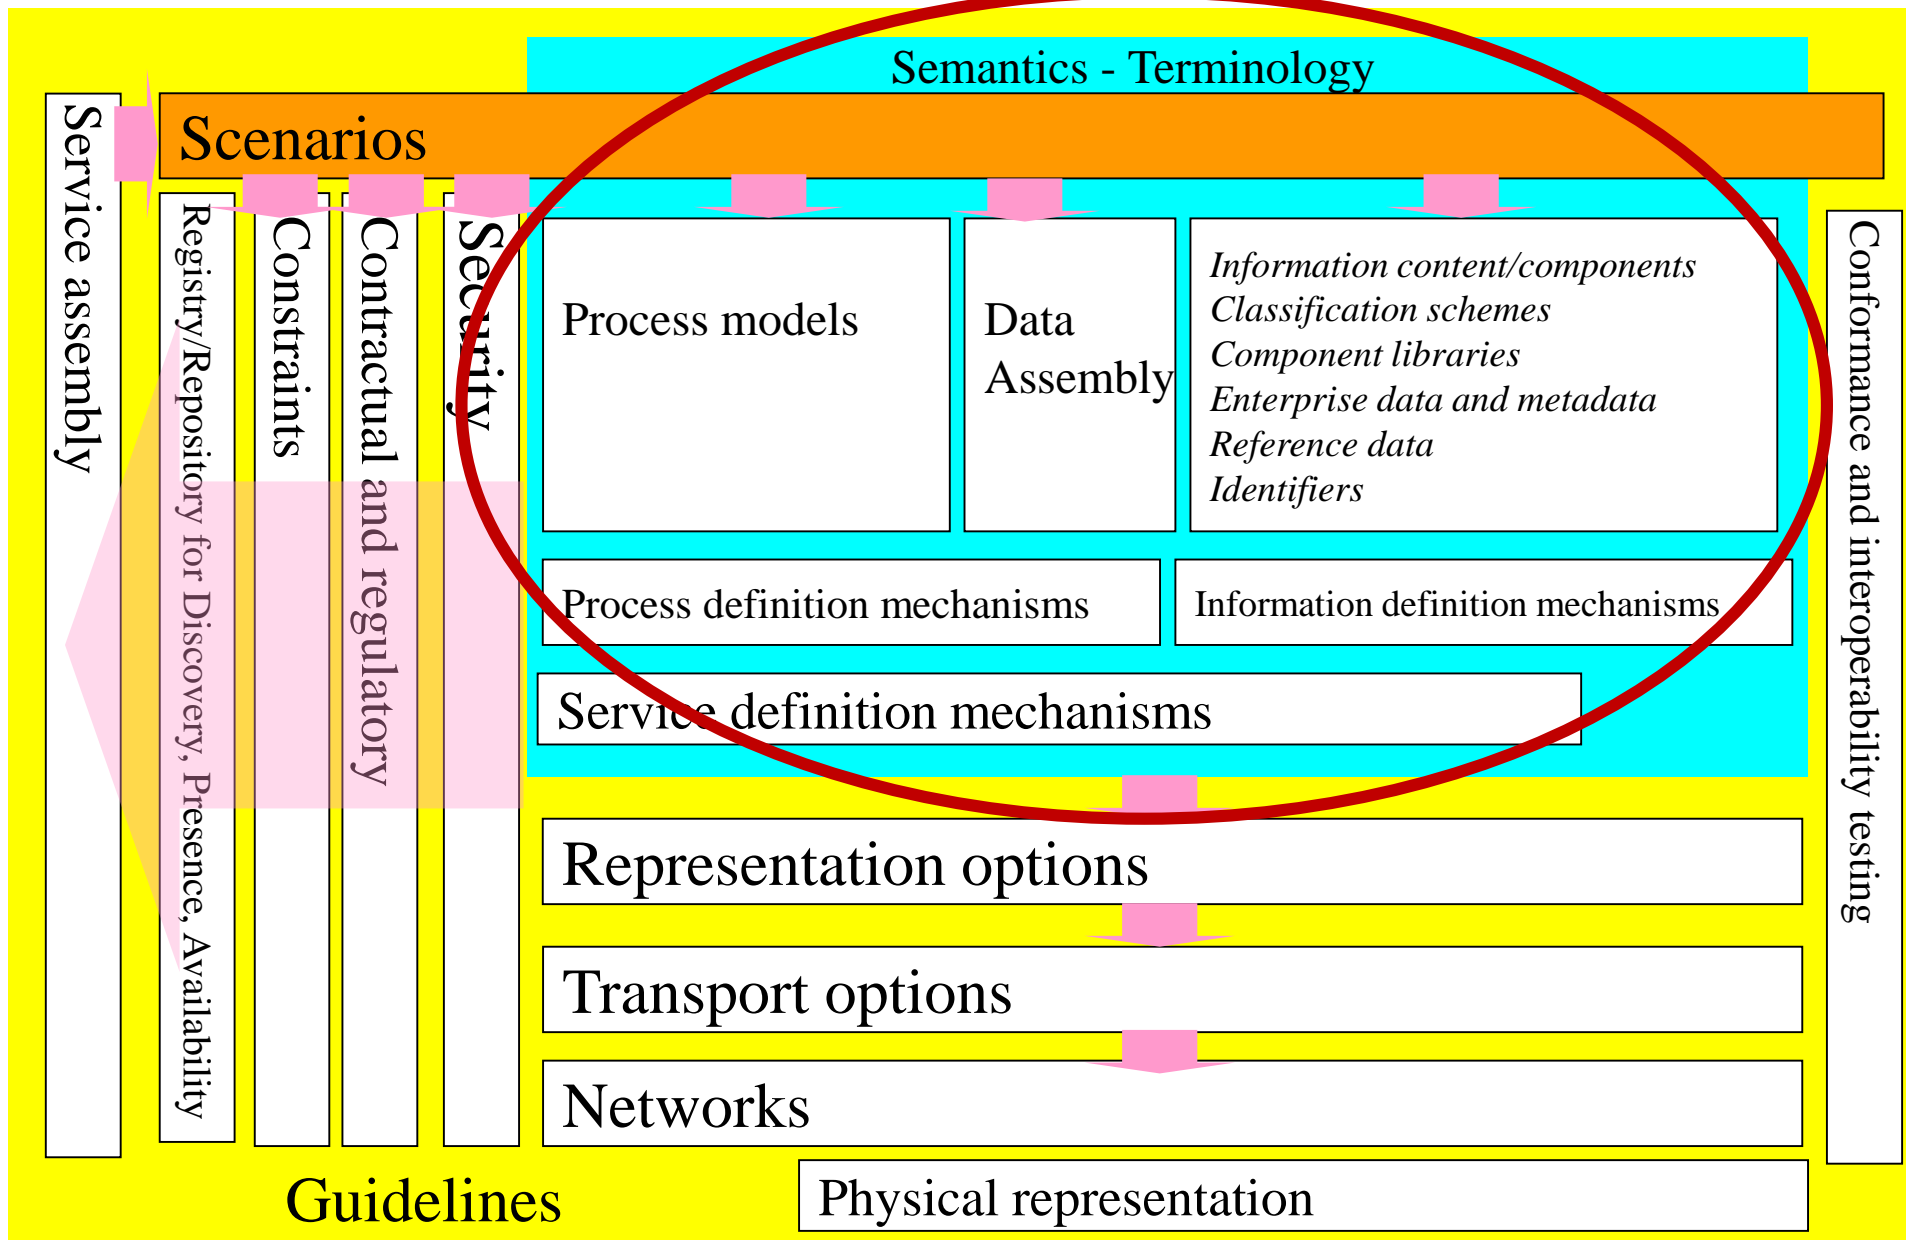 Semantics - Terminology
Scenarios
Service assembly
Registry/Repository for Discovery, Presence, Availability
Constraints
Contractual and regulatory
Security
Process models
Data
Assembly
Information content/components
Classification schemes
Component libraries
Enterprise data and metadata
Reference data
Identifiers
Conformance and interoperability testing
Process definition mechanisms
Information definition mechanisms
Service definition mechanisms
Representation options
Transport options
Networks
Guidelines
Physical representation